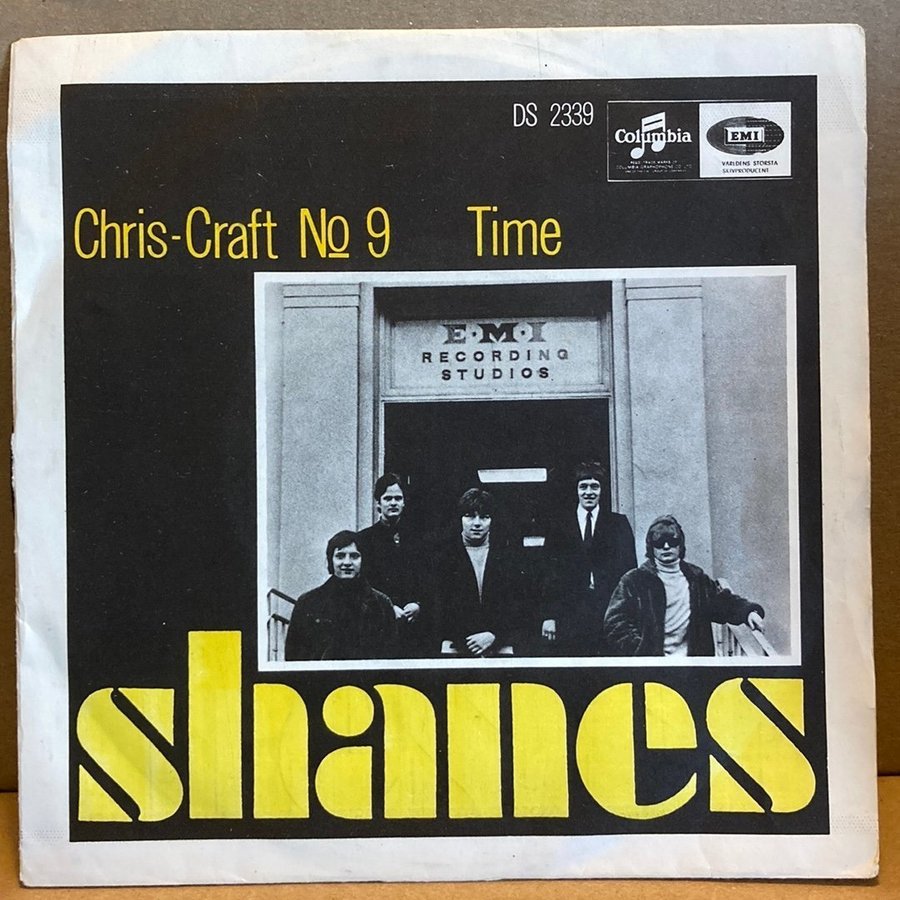 DS 2339
Columbia
EMI
VÄRLDENS STÖRSTA
SKIVPRODUCENT
Chris-Craft № 9 Time
E·M·I
RECORDING
STUDIOS
shanes